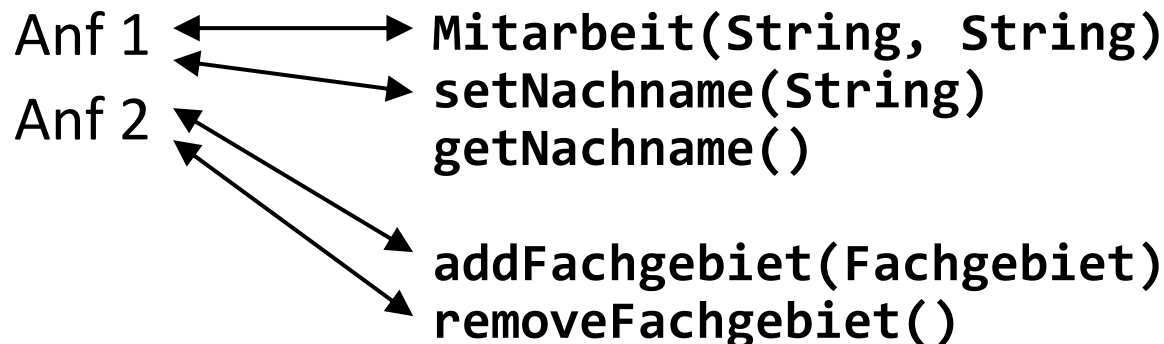 Anf 1
Anf 2
Mitarbeit(String, String)
setNachname(String)
getNachname()
addFachgebiet(Fachgebiet)
removeFachgebiet()